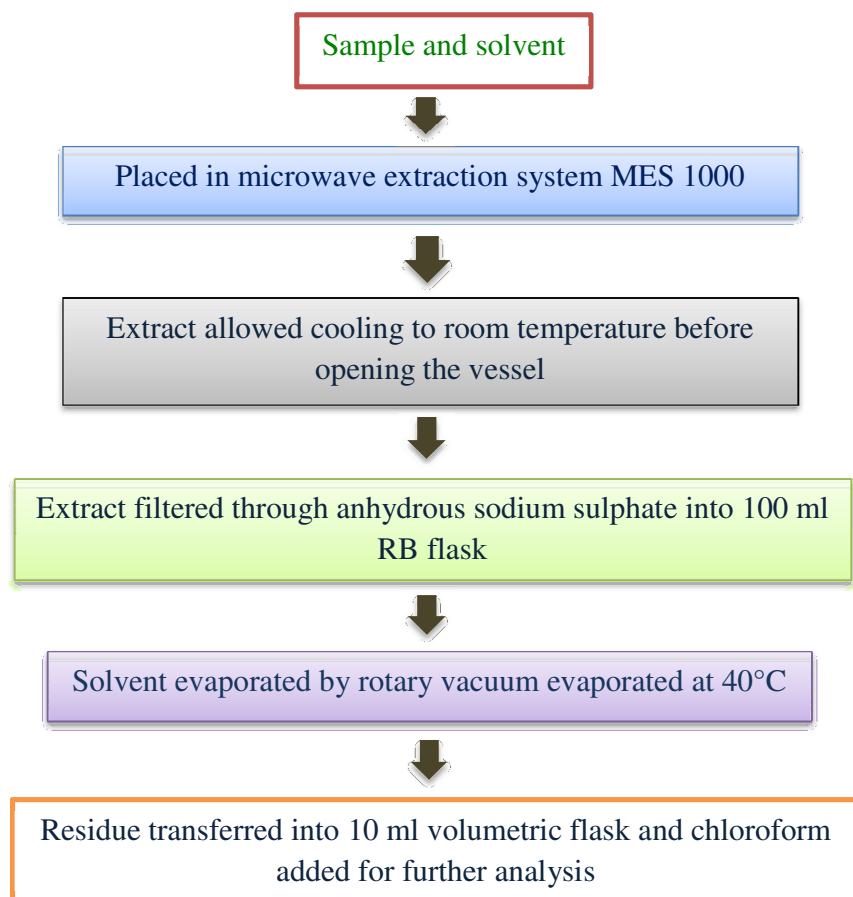 Sample and solvent
Placed in microwave extraction system MES 1000
Extract allowed cooling to room temperature before
opening the vessel
Extract filtered through anhydrous sodium sulphate into 100 ml
RB flask
Solvent evaporated by rotary vacuum evaporated at 40°C
Residue transferred into 10 ml volumetric flask and chloroform
added for further analysis